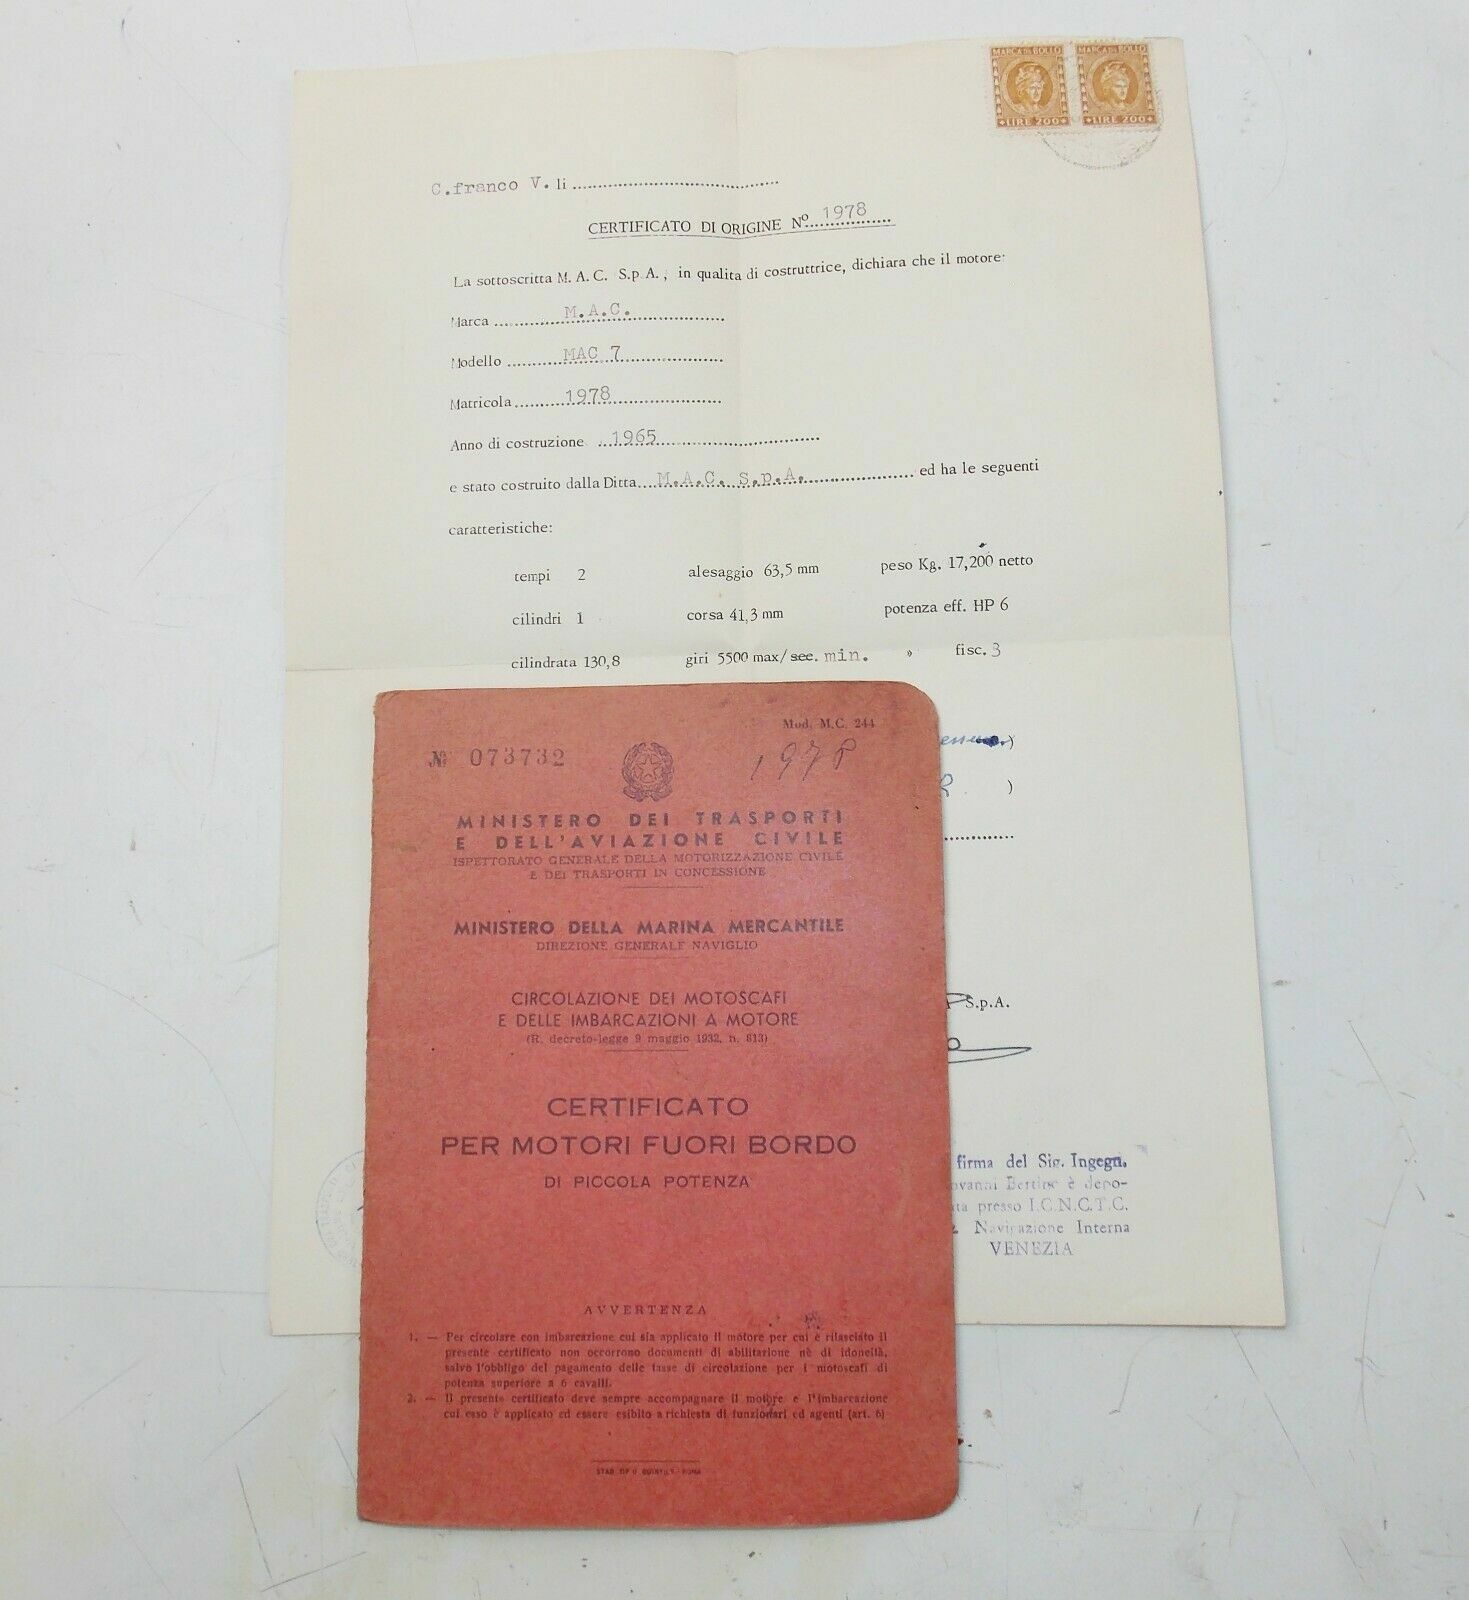 MARCA DA BOLLO MARCA DA BOLLO
LIRE 200 LIRE 200
C.franco V. li
CERTIFICATO DI ORIGINE Nº 1978
La sottoscritta M. A. C. S.p.A., in qualita di costruttrice, dichiara che il motore:
Marca M.A.C.
Modello MAC 7
Matricola 1978
Anno di costruzione 1965
e stato costruito dalla Ditta M.A.C. S.p.A. ed ha le seguenti
caratteristiche:
tempi 2 alesaggio 63,5 mm peso Kg. 17,200 netto
cilindri 1 corsa 41,3 mm potenza eff. HP 6
cilindrata 130,8 giri 5500 max/sec. min. " fisc. 3
)
)
S.p.A.
firma del Sig. Ingegn.
è depo-
presso I.C.N.C.T.C.
Navigazione Interna
VENEZIA
Mod. M.C. 244
№ 073732
1978
MINISTERO DEI TRASPORTI
E DELL'AVIAZIONE CIVILE
ISPETTORATO GENERALE DELLA MOTORIZZAZIONE CIVILE
E DEI TRASPORTI IN CONCESSIONE
MINISTERO DELLA MARINA MERCANTILE
DIREZIONE GENERALE NAVIGLIO
CIRCOLAZIONE DEI MOTOSCAFI
E DELLE IMBARCAZIONI A MOTORE
(R. decreto-legge 9 maggio 1932, n. 813)
CERTIFICATO
PER MOTORI FUORI BORDO
DI PICCOLA POTENZA
AVVERTENZA
1. — Per circolare con imbarcazione cui sia applicato il motore per cui è rilasciato il
presente certificato non occorrono documenti di abilitazione nè di idoneità,
salvo l'obbligo del pagamento delle tasse di circolazione per i motoscafi di
potenza superiore a 6 cavalli.
2. — Il presente certificato deve sempre accompagnare il motore e l'imbarcazione
cui esso è applicato ed essere esibito a richiesta di funzionari ed agenti (art. 6)